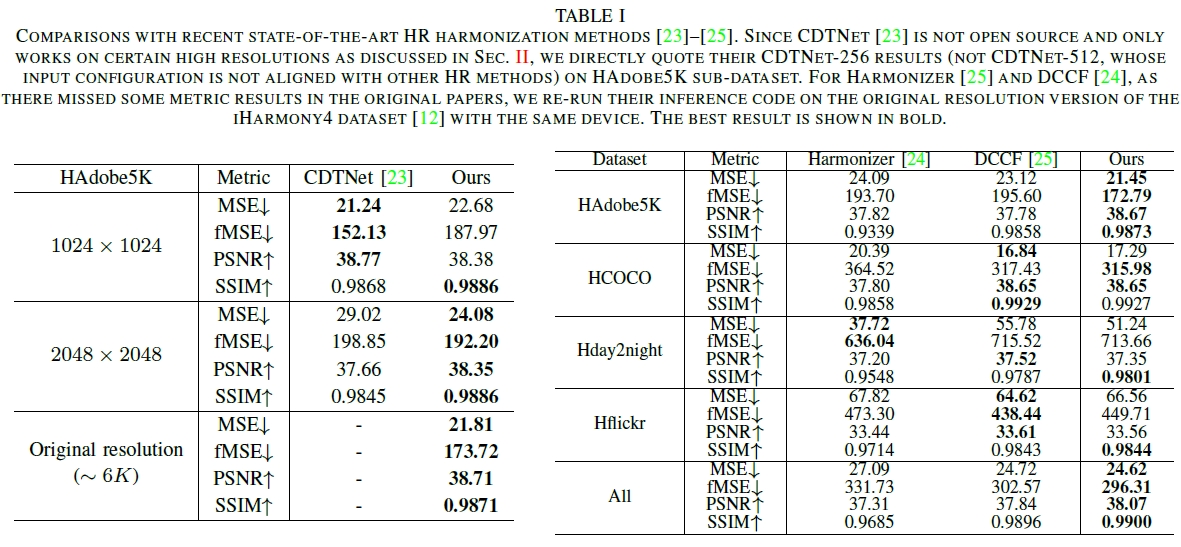 TABLE I
COMPARISONS WITH RECENT STATE-OF-THE-ART HR HARMONIZATION METHODS [23]–[25]. SINCE CDTNET [23] IS NOT OPEN SOURCE AND ONLY
WORKS ON CERTAIN HIGH RESOLUTIONS AS DISCUSSED IN SEC. II, WE DIRECTLY QUOTE THEIR CDTNET-256 RESULTS (NOT CDTNET-512, WHOSE
INPUT CONFIGURATION IS NOT ALIGNED WITH OTHER HR METHODS) ON HADOBE5K SUB-DATASET. FOR HARMONIZER [25] AND DCCF [24], AS
THERE MISSED SOME METRIC RESULTS IN THE ORIGINAL PAPERS, WE RE-RUN THEIR INFERENCE CODE ON THE ORIGINAL RESOLUTION VERSION OF THE
IHARMONY4 DATASET [12] WITH THE SAME DEVICE. THE BEST RESULT IS SHOWN IN BOLD.
HAdobe5K Metric CDTNet [23] Ours
1024 × 1024
MSE↓ 21.24 22.68
fMSE↓ 152.13 187.97
PSNR↑ 38.77 38.38
SSIM↑ 0.9868 0.9886
2048 × 2048
MSE↓ 29.02 24.08
fMSE↓ 198.85 192.20
PSNR↑ 37.66 38.35
SSIM↑ 0.9845 0.9886
Original resolution
(∼ 6K)
MSE↓ - 21.81
fMSE↓ - 173.72
PSNR↑ - 38.71
SSIM↑ - 0.9871
Dataset Metric Harmonizer [24] DCCF [25] Ours
HAdobe5K
MSE↓ 24.09 23.12 21.45
fMSE↓ 193.70 195.60 172.79
PSNR↑ 37.82 37.78 38.67
SSIM↑ 0.9339 0.9858 0.9873
HCOCO
MSE↓ 20.39 16.84 17.29
fMSE↓ 364.52 317.43 315.98
PSNR↑ 37.80 38.65 38.65
SSIM↑ 0.9858 0.9929 0.9927
Hday2night
MSE↓ 37.72 55.78 51.24
fMSE↓ 636.04 715.52 713.66
PSNR↑ 37.20 37.52 37.35
SSIM↑ 0.9548 0.9787 0.9801
Hflickr
MSE↓ 67.82 64.62 66.56
fMSE↓ 473.30 438.44 449.71
PSNR↑ 33.44 33.61 33.56
SSIM↑ 0.9714 0.9843 0.9844
All
MSE↓ 27.09 24.72 24.62
fMSE↓ 331.73 302.57 296.31
PSNR↑ 37.31 37.84 38.07
SSIM↑ 0.9685 0.9896 0.9900